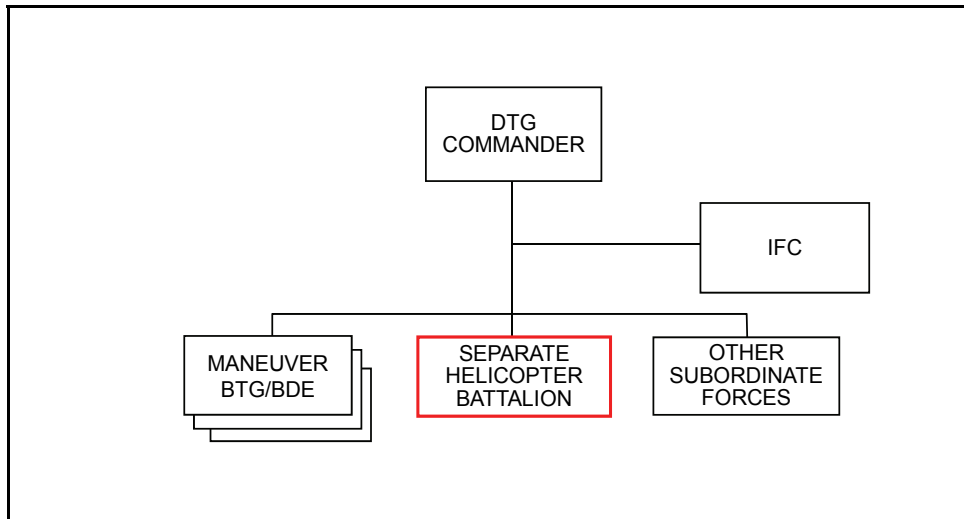 DTG
COMMANDER
IFC
MANEUVER
BTG/BDE
SEPARATE
HELICOPTER
BATTALION
OTHER
SUBORDINATE
FORCES